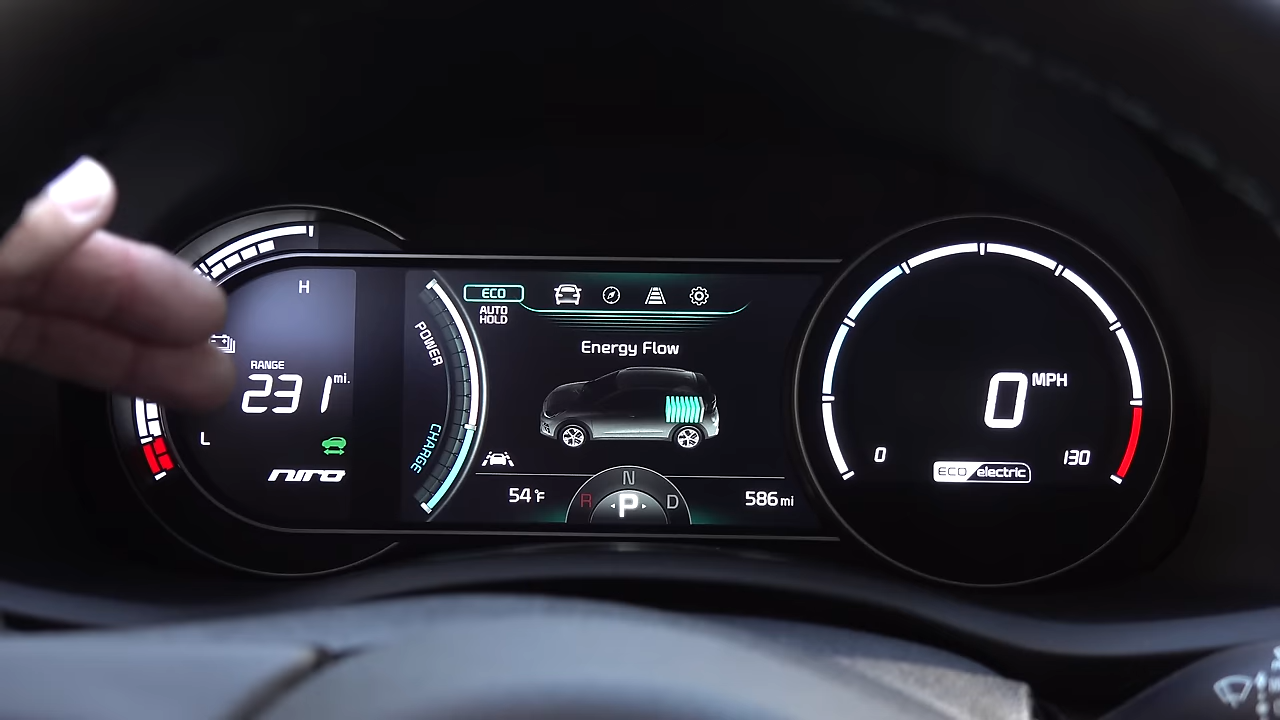 H
RANGE
231 mi.
L
NIRO
POWER
CHARGE
ECO
AUTO
HOLD
Energy Flow
54°F
N
R
P
D
586 mi
0 MPH
0
130
ECO electric